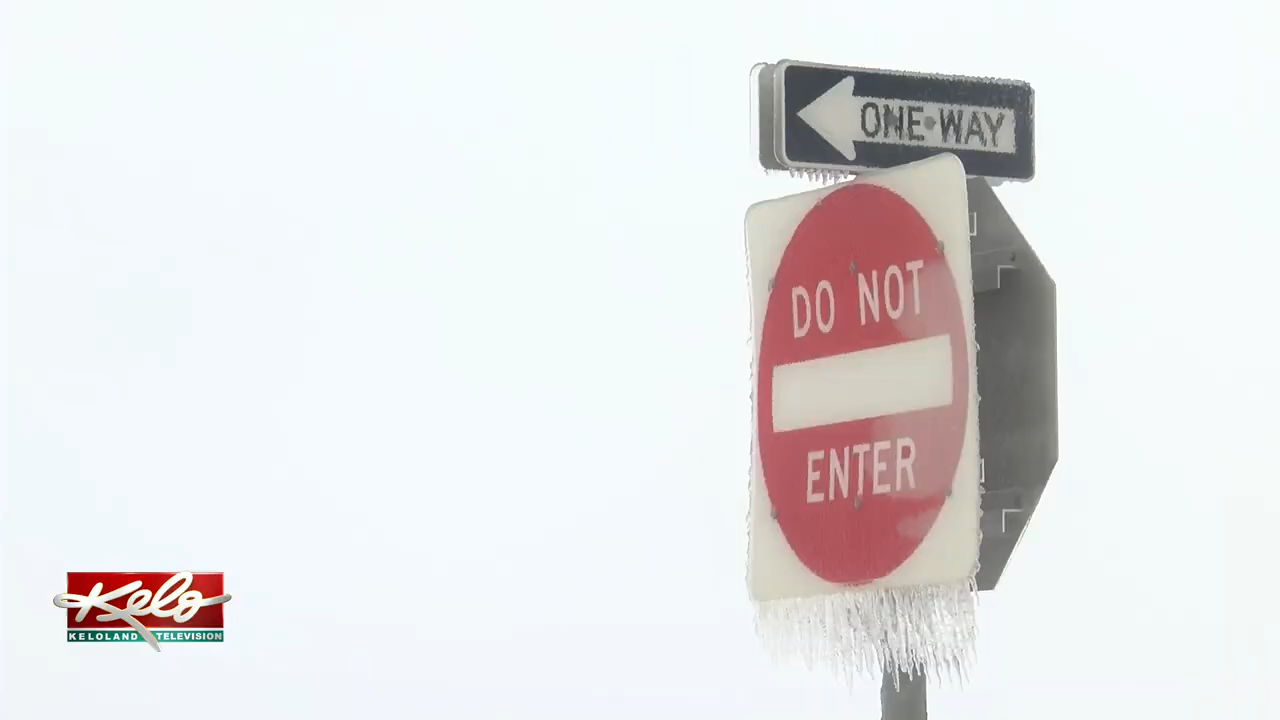 ONE WAY
DO NOT
ENTER
Kelo
KELOLAND TELEVISION